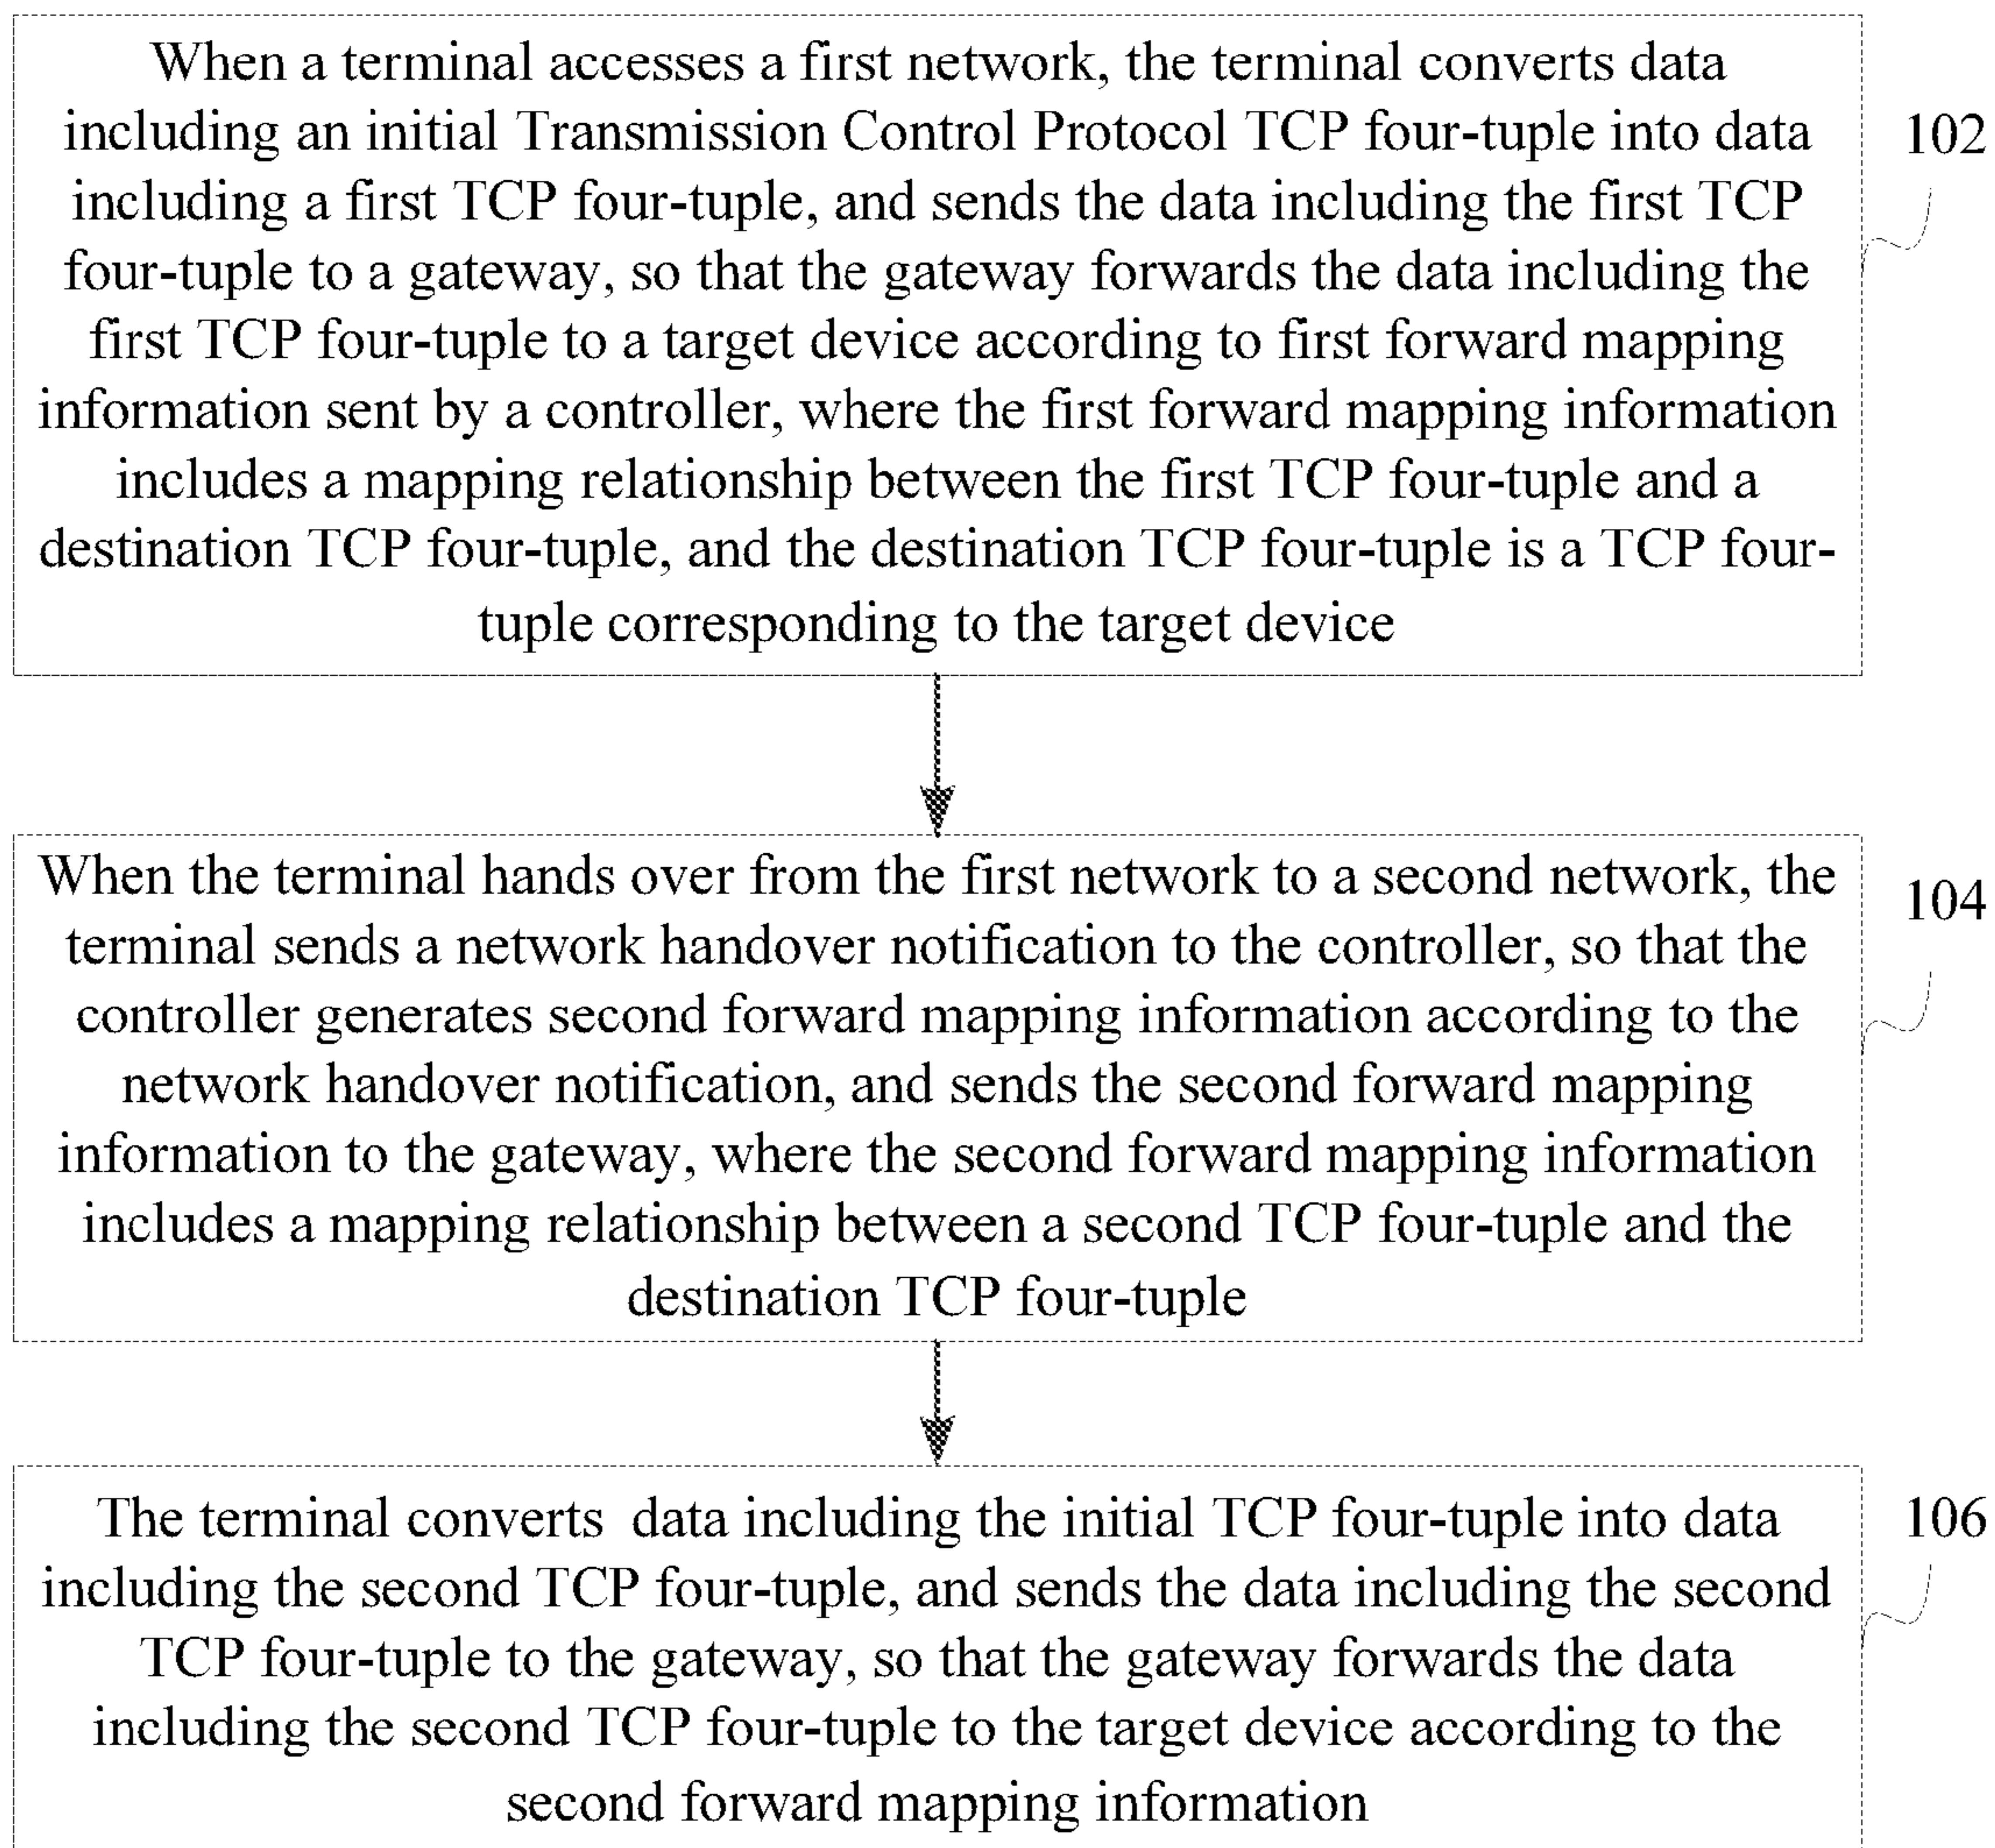 When a terminal accesses a first network, the terminal converts data
including an initial Transmission Control Protocol TCP four-tuple into data
including a first TCP four-tuple, and sends the data including the first TCP
four-tuple to a gateway, so that the gateway forwards the data including the
first TCP four-tuple to a target device according to first forward mapping
information sent by a controller, where the first forward mapping information
includes a mapping relationship between the first TCP four-tuple and a
destination TCP four-tuple, and the destination TCP four-tuple is a TCP four-
tuple corresponding to the target device
102
When the terminal hands over from the first network to a second network, the
terminal sends a network handover notification to the controller, so that the
controller generates second forward mapping information according to the
network handover notification, and sends the second forward mapping
information to the gateway, where the second forward mapping information
includes a mapping relationship between a second TCP four-tuple and the
destination TCP four-tuple
104
The terminal converts data including the initial TCP four-tuple into data
including the second TCP four-tuple, and sends the data including the second
TCP four-tuple to the gateway, so that the gateway forwards the data
including the second TCP four-tuple to the target device according to the
second forward mapping information
106